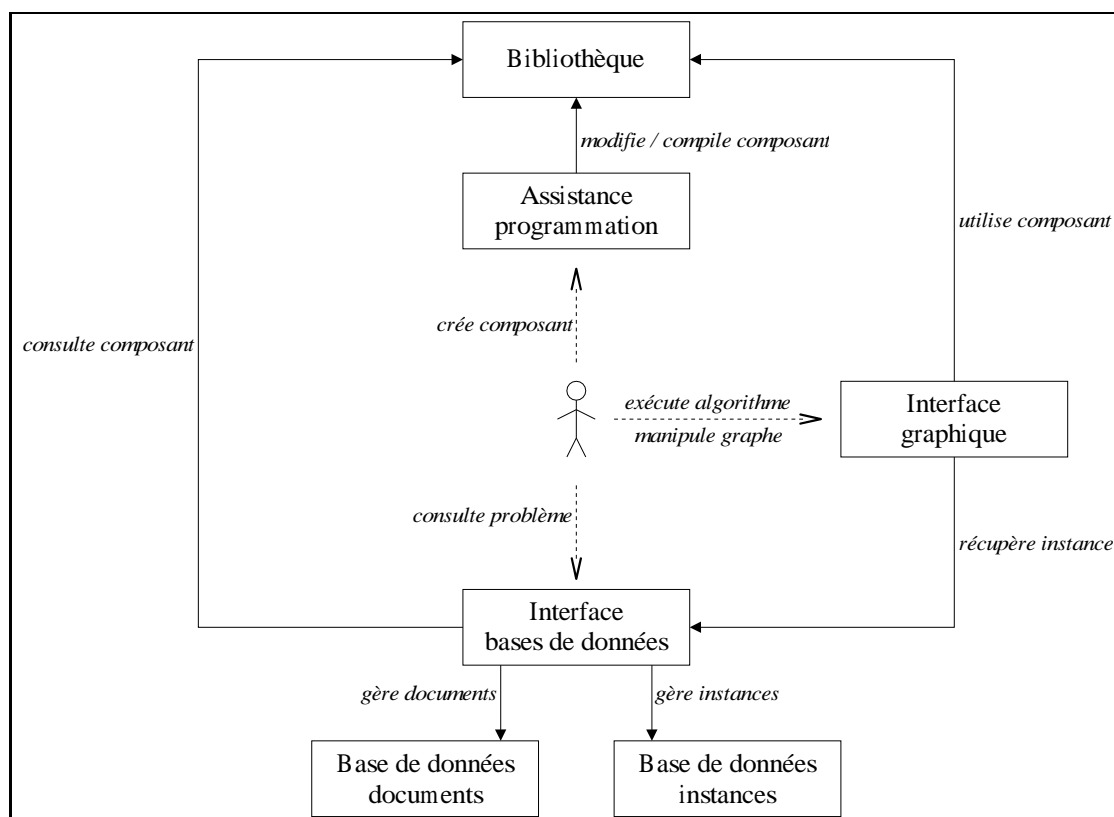 Bibliothèque
modifie / compile composant
Assistance
programmation
utilise composant
crée composant
consulte composant
exécute algorithme
manipule graphe
Interface
graphique
consulte problème
récupère instance
Interface
bases de données
gère documents
gère instances
Base de données
documents
Base de données
instances